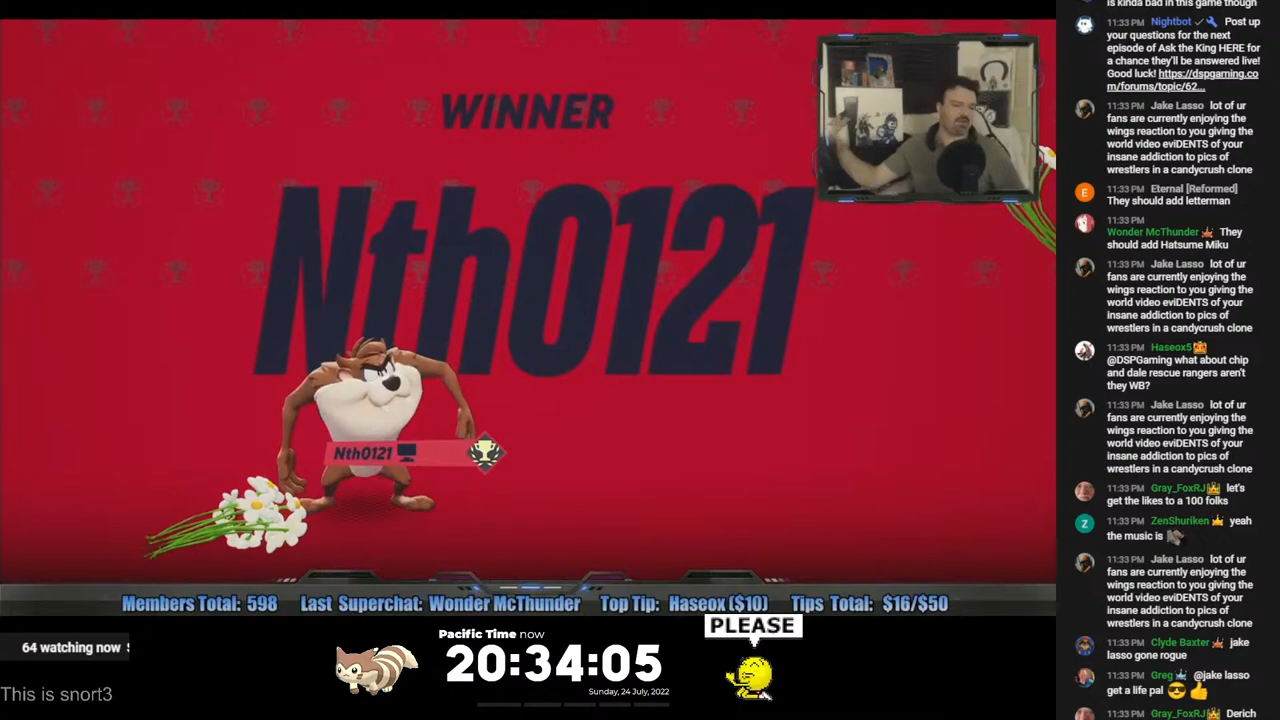 WINNER
Nth0121
Nth0121
Members Total: 598 Last Superchat: Wonder McThunder Top Tip: Haseox ($10) Tips Total: $16/$50
64 watching now
This is snort3
Pacific Time now
20:34:05
Sunday, 24 July, 2022
PLEASE
is kinda bad in this game though
11:33 PM Nightbot Post up
your questions for the next
episode of Ask the King HERE for
a chance they'll be answered live!
Good luck! https://dspgaming.co
m/forums/topic/62...
11:33 PM Jake Lasso lot of ur
fans are currently enjoying the
wings reaction to you giving the
world video eviDENTS of your
insane addiction to pics of
wrestlers in a candycrush clone
E
11:33 PM Eternal [Reformed]
They should add letterman
11:33 PM
Wonder McThunder They
should add Hatsume Miku
11:33 PM Jake Lasso lot of ur
fans are currently enjoying the
wings reaction to you giving the
world video eviDENTS of your
insane addiction to pics of
wrestlers in a candycrush clone
11:33 PM Haseox5
@DSPGaming what about chip
and dale rescue rangers aren't
they WB?
11:33 PM Jake Lasso lot of ur
fans are currently enjoying the
wings reaction to you giving the
world video eviDENTS of your
insane addiction to pics of
wrestlers in a candycrush clone
11:33 PM Gray_FoxRJ let's
get the likes to a 100 folks
Z
11:33 PM ZenShuriken yeah
the music is
11:33 PM Jake Lasso lot of ur
fans are currently enjoying the
wings reaction to you giving the
world video eviDENTS of your
insane addiction to pics of
wrestlers in a candycrush clone
11:33 PM Clyde Baxter jake
lasso gone rogue
11:33 PM Greg @jake lasso
get a life pal
11:33 PM Gray_FoxRJ Derich